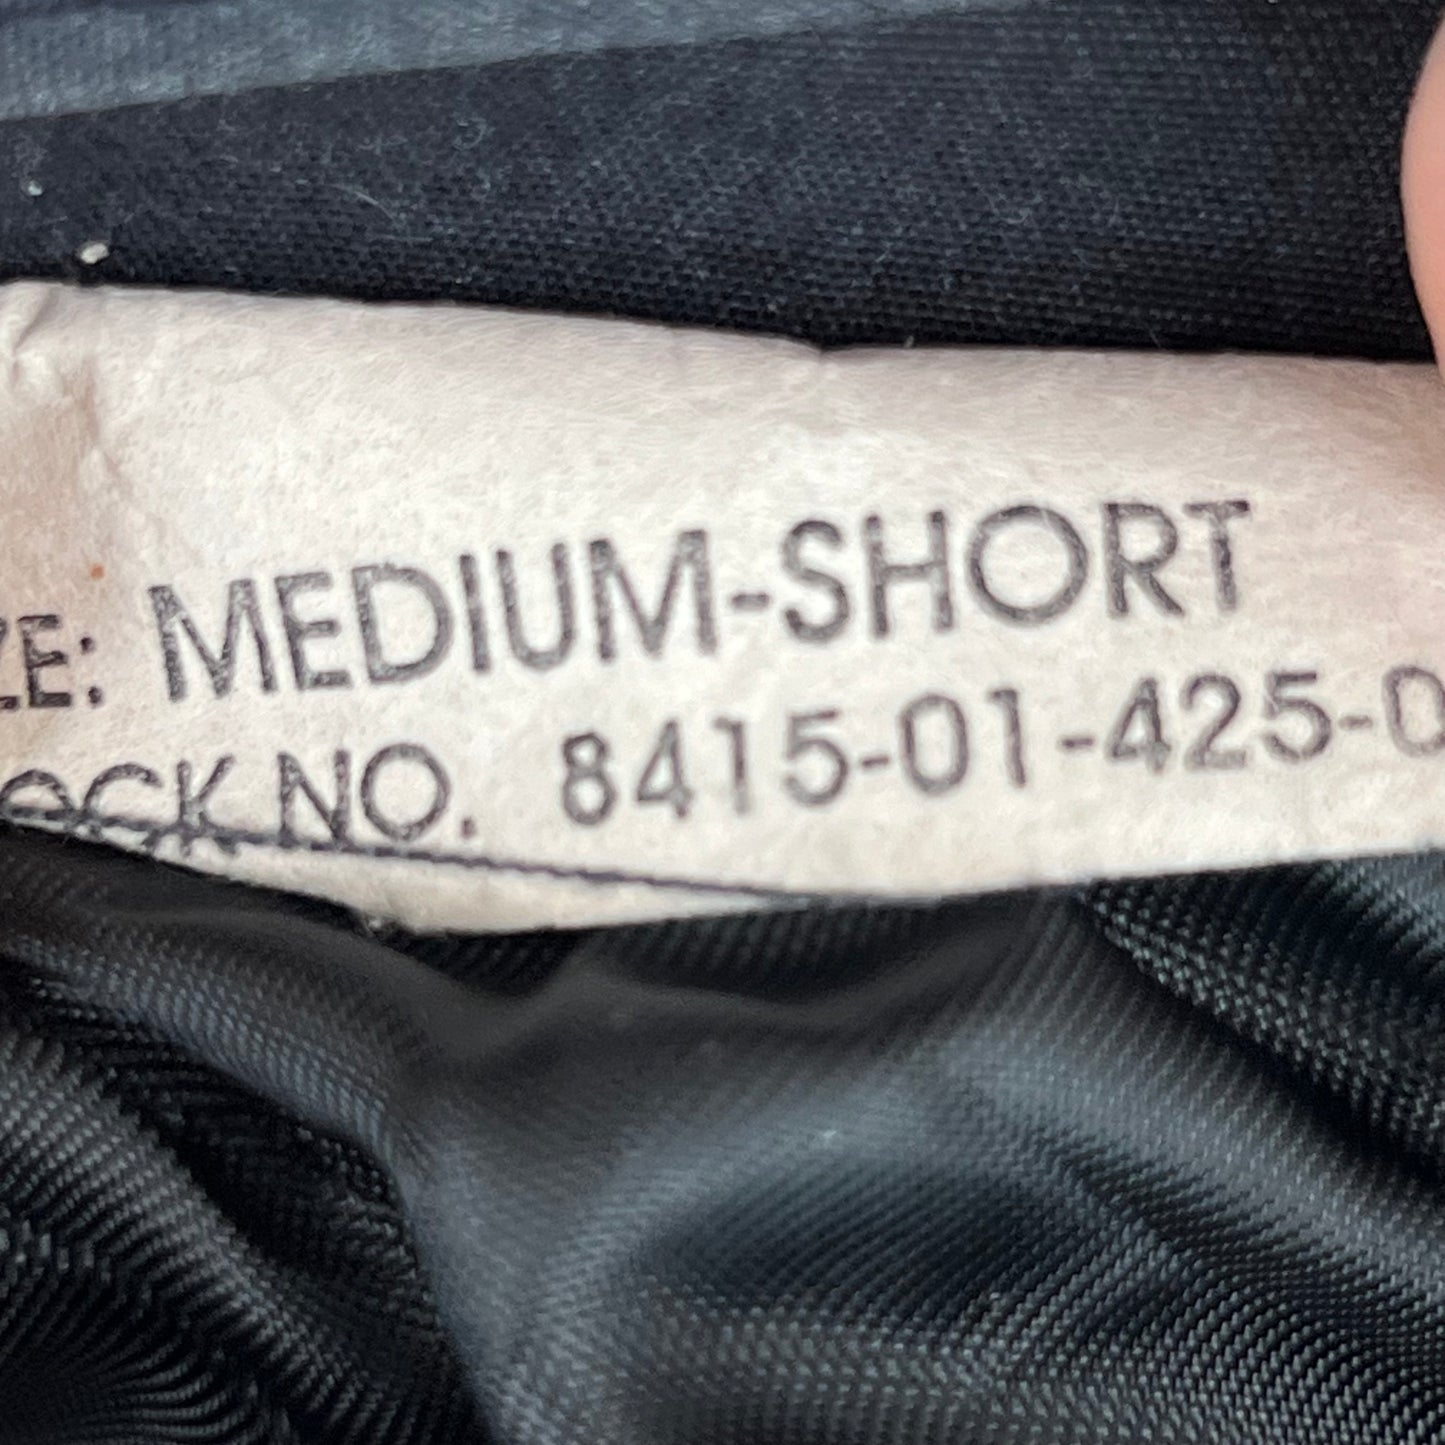 ZE: MEDIUM-SHORT
OCK NO. 8415-01-425-0